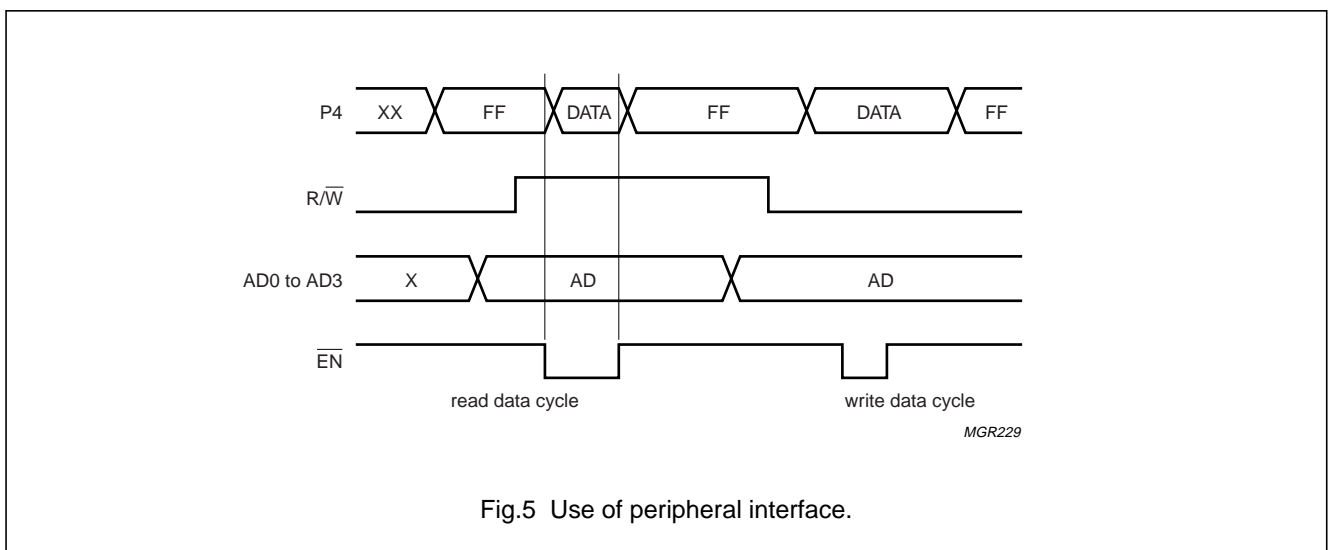 P4 XX FF DATA FF DATA FF
R/W̅
AD0 to AD3 X AD AD
E̅N̅
read data cycle write data cycle
MGR229
Fig.5 Use of peripheral interface.